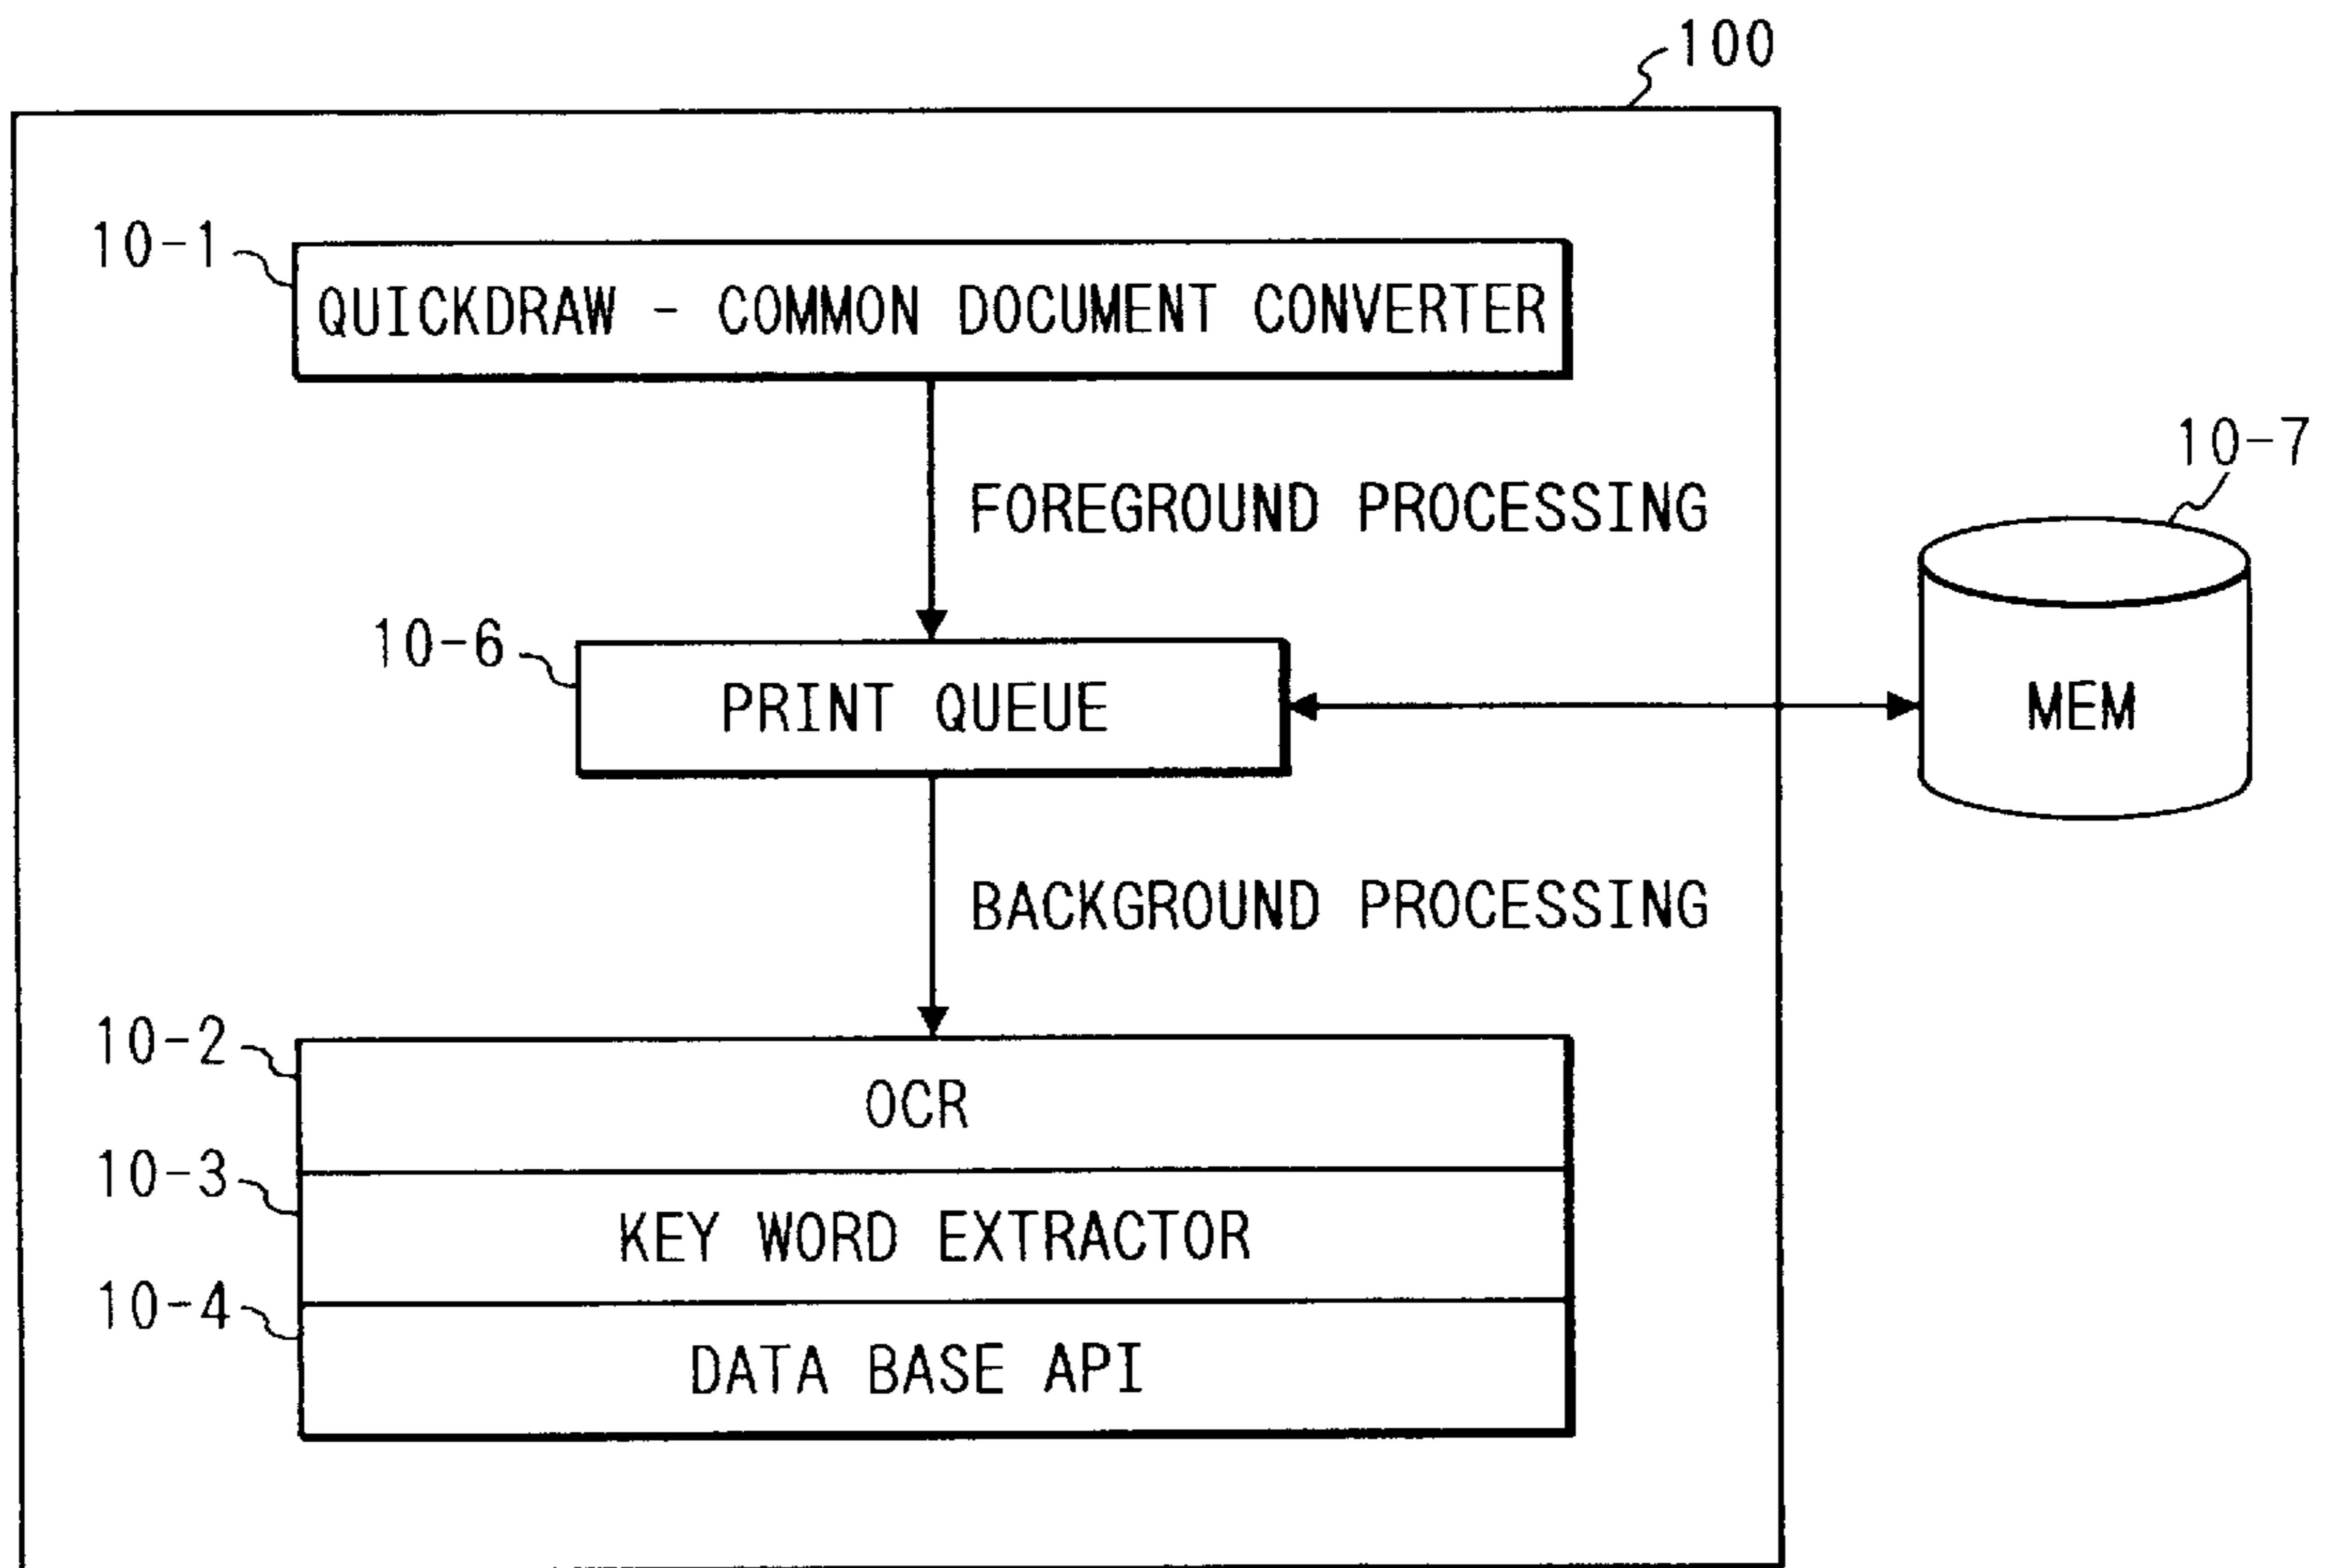 100
10-1
QUICKDRAW - COMMON DOCUMENT CONVERTER
10-7
FOREGROUND PROCESSING
10-6
PRINT QUEUE
MEM
BACKGROUND PROCESSING
10-2
OCR
10-3
KEY WORD EXTRACTOR
10-4
DATA BASE API